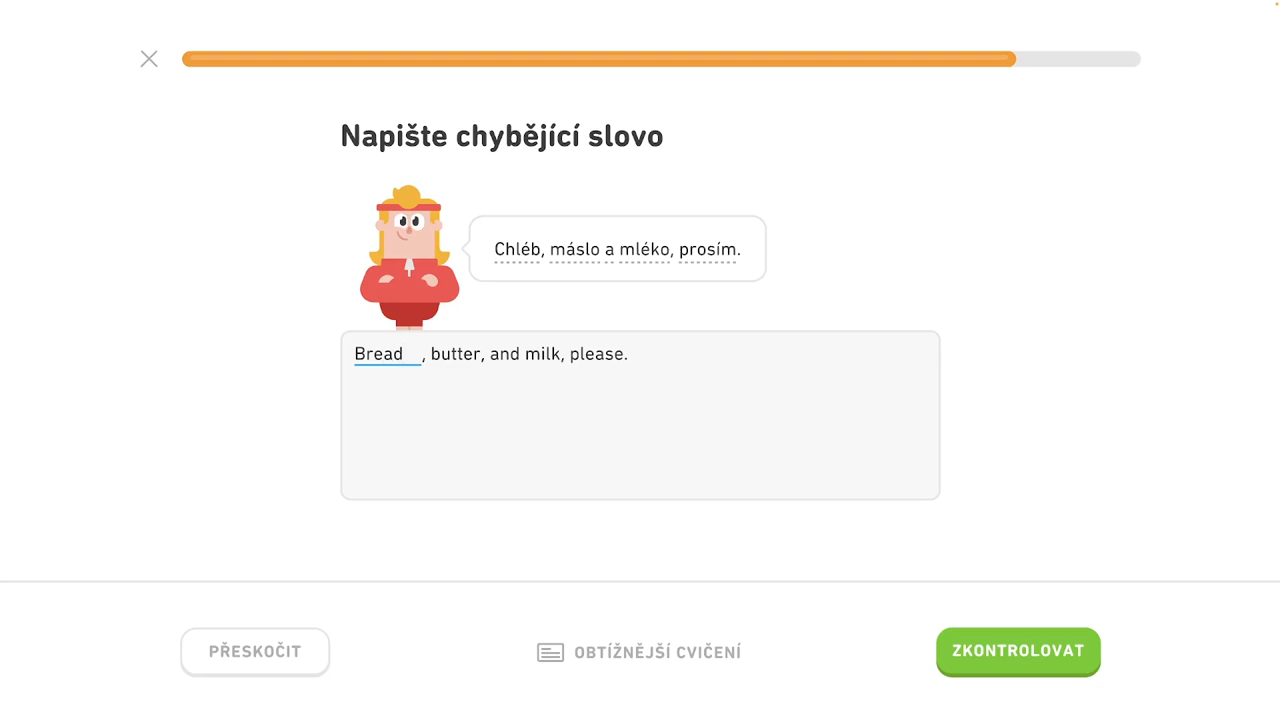 Napište chybějící slovo
Chléb, máslo a mléko, prosím.
Bread, butter, and milk, please.
PŘESKOČIT
OBTÍŽNĚJŠÍ CVIČENÍ
ZKONTROLOVAT